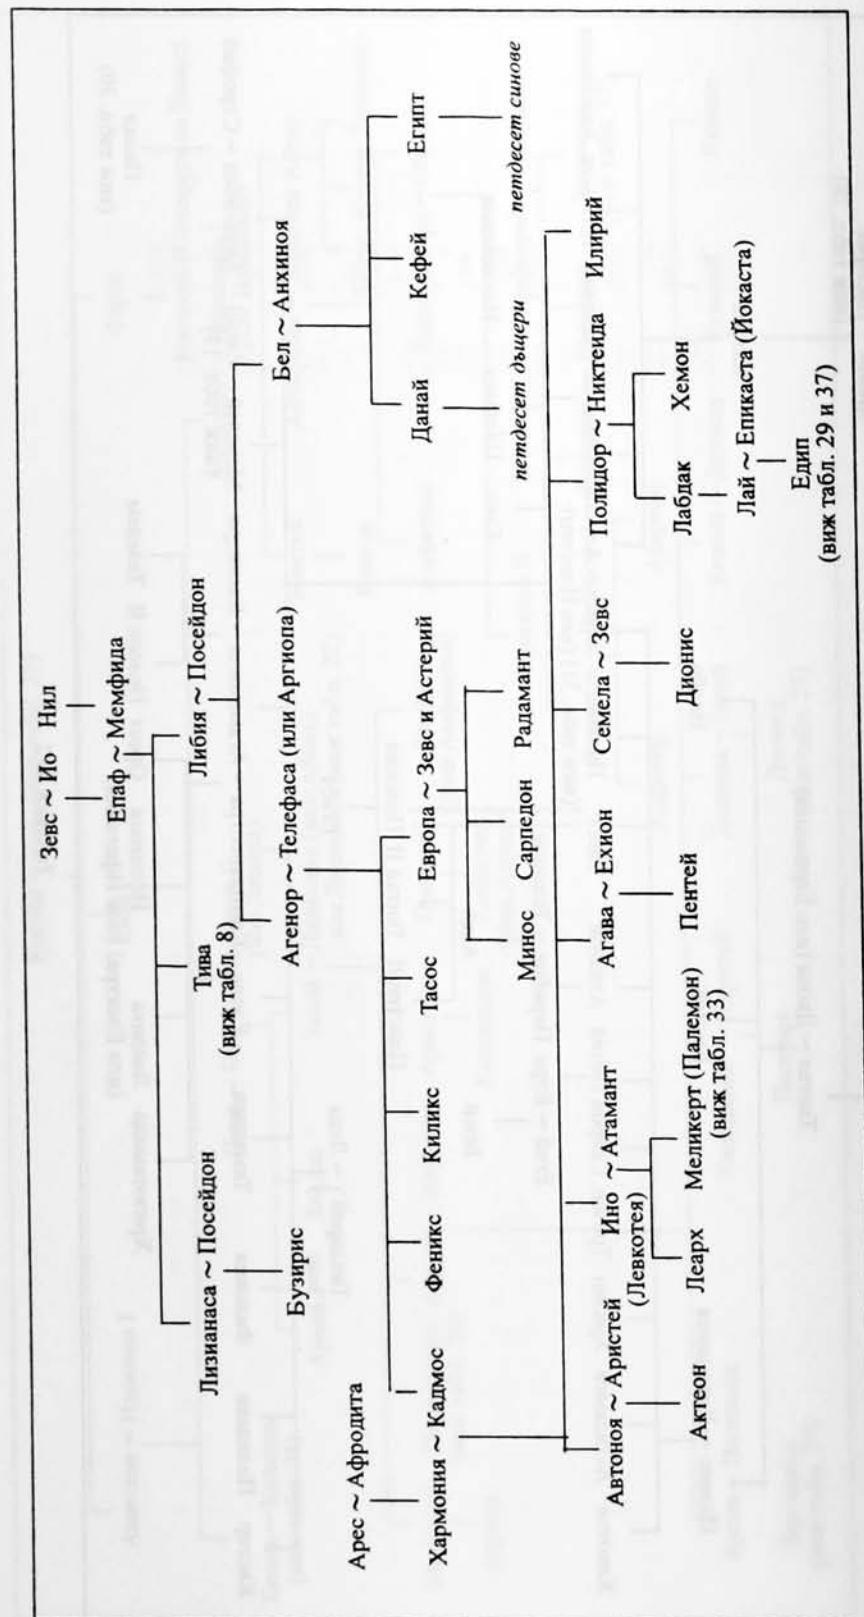 Зевс ~ Ио Нил
Епаф ~ Мемфида
Лизианаса ~ Посейдон Тива Либия ~ Посейдон
(виж табл. 8)
Бузирис Агенор ~ Телефаса (или Аргиопа) Бел ~ Анхиноя
Арес ~ Афродита
Хармония ~ Кадмос Феникс Киликс Тасос Европа ~ Зевс и Астерий Данай Кефей Египт
Минос Сарпедон Радамант петдесет дъщери петдесет синове
Автоноя ~ Аристей Ино ~ Атамант Агава ~ Ехион Семела ~ Зевс Полидор ~ Никтеида Илирий
(Левкотея)
Актеон Леарх Меликерт (Палемон) Пентей Дионис Лабдак Хемон
(виж табл. 33)
Лай ~ Епикаста (Йокаста)
Едип
(виж табл. 29 и 37)